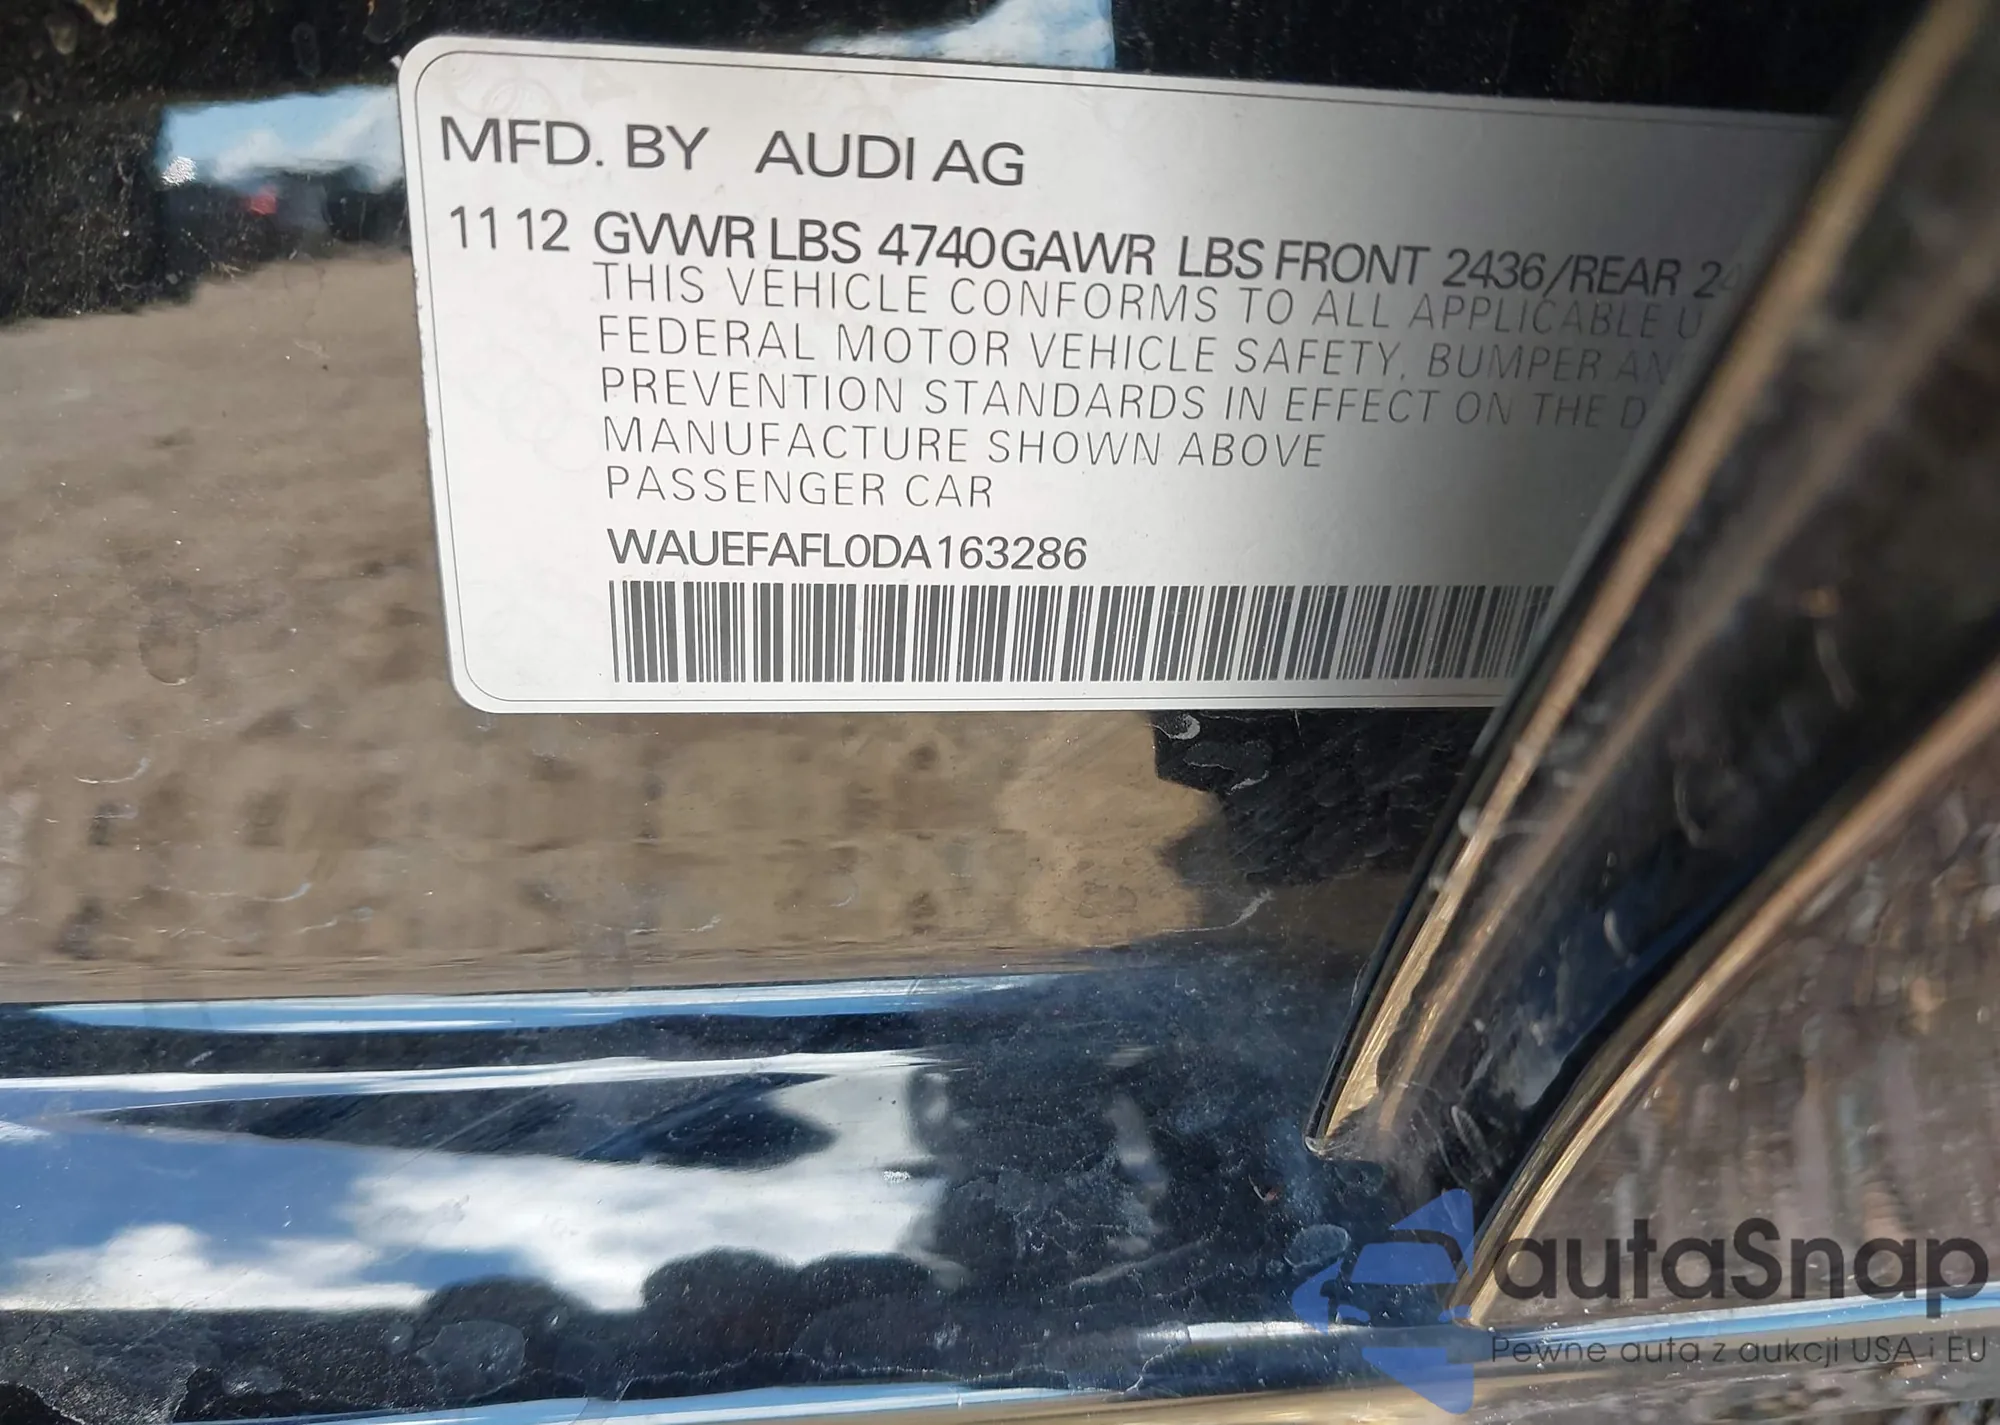 MFD. BY AUDI AG
11 12 GVWR LBS 4740 GAWR LBS FRONT 2436/REAR
THIS VEHICLE CONFORMS TO ALL APPLICABLE
FEDERAL MOTOR VEHICLE SAFETY, BUMPER
PREVENTION STANDARDS IN EFFECT ON THE
MANUFACTURE SHOWN ABOVE
PASSENGER CAR
WAUEFAFL0DA163286
autaSnap
Pewne auta z aukcji USA i EU